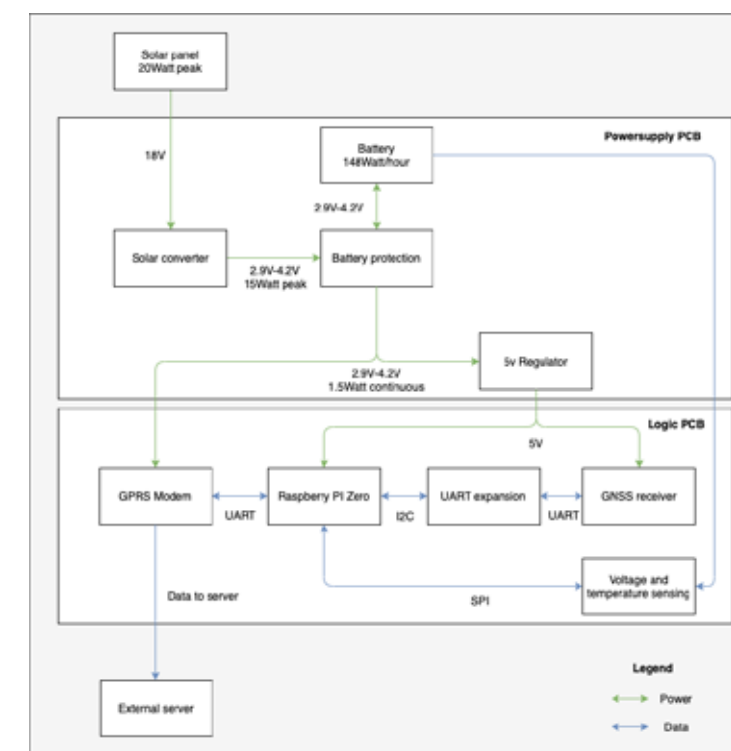 Solar panel
20Watt peak
18V
Powersupply PCB
Battery
148Watt/hour
2.9V-4.2V
Solar converter
2.9V-4.2V
15Watt peak
Battery protection
2.9V-4.2V
1.5Watt continuous
5v Regulator
Logic PCB
5V
GPRS Modem
UART
Raspberry PI Zero
I2C
UART expansion
UART
GNSS receiver
Data to server
SPI
Voltage and
temperature sensing
External server
Legend
Power
Data